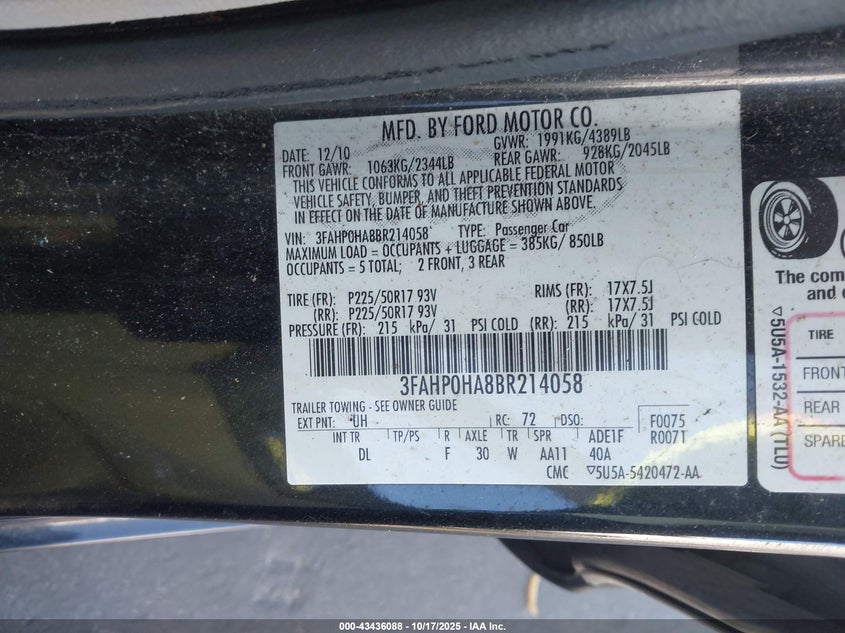 MFD. BY FORD MOTOR CO.
DATE: 12/10 GVWR: 1991KG/4389LB
FRONT GAWR: 1063KG/2344LB REAR GAWR: 928KG/2045LB
THIS VEHICLE CONFORMS TO ALL APPLICABLE FEDERAL MOTOR
VEHICLE SAFETY, BUMPER, AND THEFT PREVENTION STANDARDS
IN EFFECT ON THE DATE OF MANUFACTURE SHOWN ABOVE.
VIN: 3FAHP0HA8BR214058 TYPE: Passenger Car
MAXIMUM LOAD = OCCUPANTS + LUGGAGE = 385KG/ 850LB
OCCUPANTS = 5 TOTAL; 2 FRONT, 3 REAR
TIRE (FR): P225/50R17 93V RIMS (FR): 17X7.5J
(RR): P225/50R17 93V (RR): 17X7.5J
PRESSURE (FR): 215 kPa/ 31 PSI COLD (RR): 215 kPa/ 31 PSI COLD
3FAHP0HA8BR214058
TRAILER TOWING - SEE OWNER GUIDE
EXT PNT: UH RC: 72 DSO: F0075
INT TR TP/PS R AXLE TR SPR ADE1F R0071
DL F 30 W AA11 40A
CMC ▽5U5A-5420472-AA
The com
and
▽5U5A-1532-AA (TL0)
TIRE
FRONT
REAR
SPARE
000-43436088 - 10/17/2025 - IAA Inc.